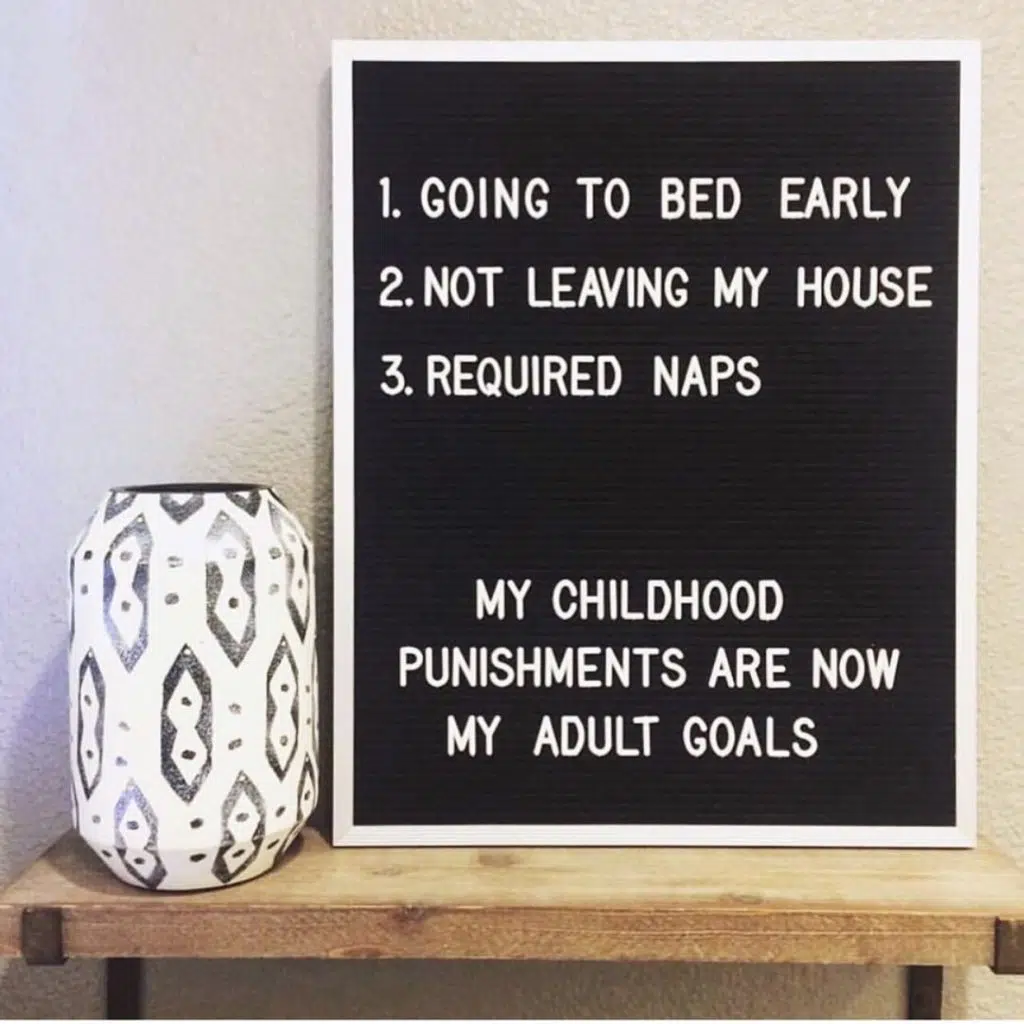 1. GOING TO BED EARLY
2. NOT LEAVING MY HOUSE
3. REQUIRED NAPS
MY CHILDHOOD
PUNISHMENTS ARE NOW
MY ADULT GOALS